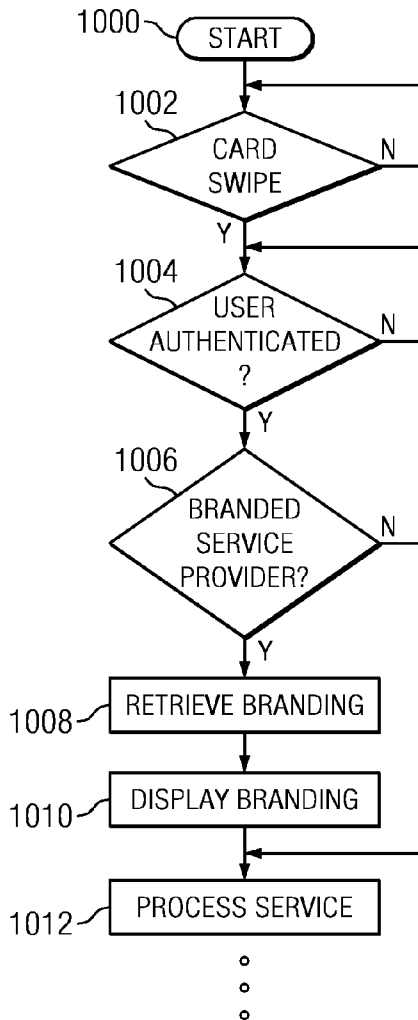 1000
START
1002
CARD
SWIPE
N
Y
1004
USER
AUTHENTICATED
?
N
Y
1006
BRANDED
SERVICE
PROVIDER?
N
Y
1008
RETRIEVE BRANDING
1010
DISPLAY BRANDING
1012
PROCESS SERVICE